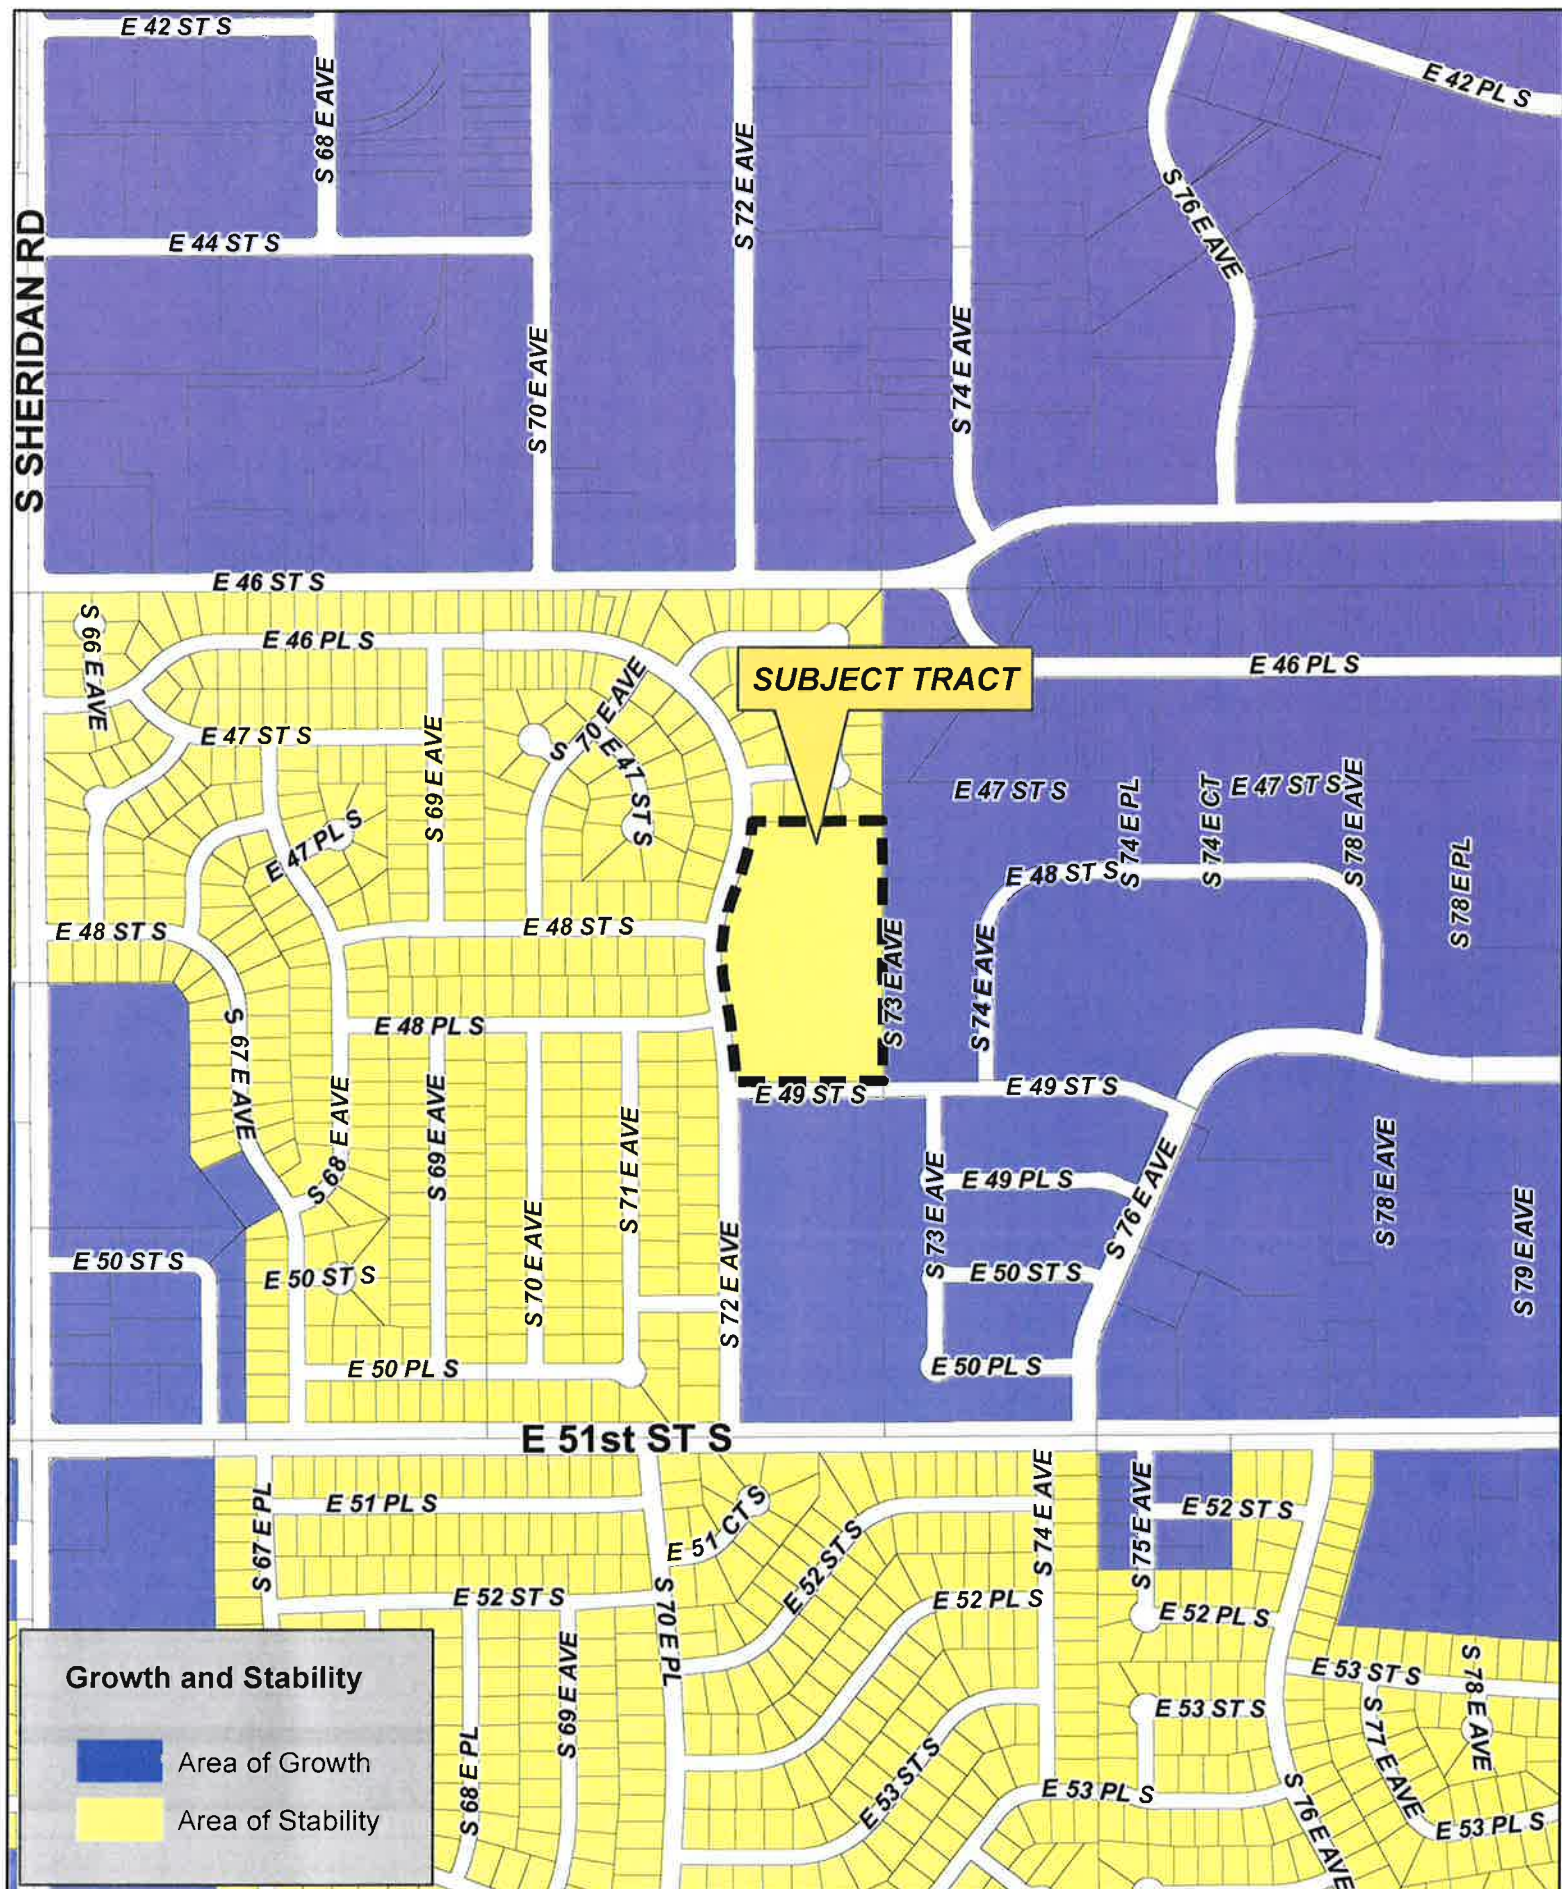 E 42 ST S
S 68 E AVE
E 42 PL S
S 72 E AVE
S 76 E AVE
E 44 ST S
S SHERIDAN RD
S 70 E AVE
S 74 E AVE
E 46 ST S
S 66 E AVE
E 46 PL S
E 46 PL S
SUBJECT TRACT
S 70 E AVE
E 47 ST S
S 69 E AVE
E 47 ST S
E 47 ST S
S 74 E PL
S 74 E CT
E 47 ST S
S 78 E AVE
E 47 PL S
E 48 ST S
S 78 E PL
E 48 ST S
E 48 ST S
S 73 E AVE
S 74 E AVE
S 67 E AVE
E 48 PL S
S 68 E AVE
S 69 E AVE
S 71 E AVE
E 49 ST S
E 49 ST S
S 70 E AVE
S 72 E AVE
S 73 E AVE
E 49 PL S
S 76 E AVE
S 78 E AVE
S 79 E AVE
E 50 ST S
E 50 ST S
E 50 ST S
E 50 PL S
E 50 PL S
E 51st ST S
S 67 E PL
E 51 PL S
E 51 CT S
E 52 ST S
S 74 E AVE
S 75 E AVE
E 52 ST S
E 52 ST S
S 70 E PL
E 52 PL S
E 52 PL S
S 69 E AVE
S 68 E PL
E 53 ST S
E 53 ST S
E 53 ST S
S 78 E AVE
S 77 E AVE
E 53 PL S
S 76 E AVE
E 53 PL S
Growth and Stability
Area of Growth
Area of Stability